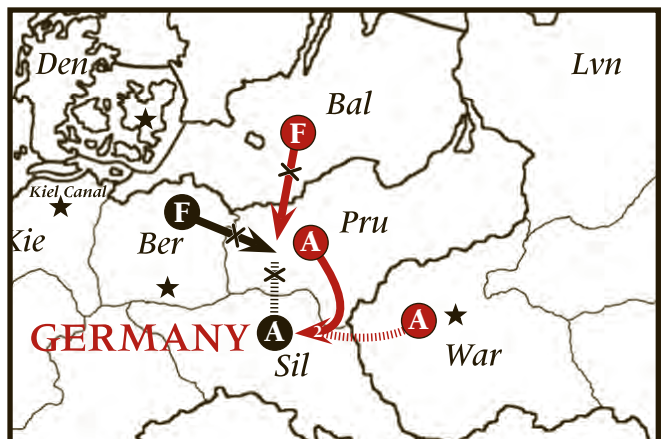 Den
Lvn
Bal
F
Kiel Canal
F
Kie
Ber
A
Pru
GERMANY
A
2
A
Sil
War